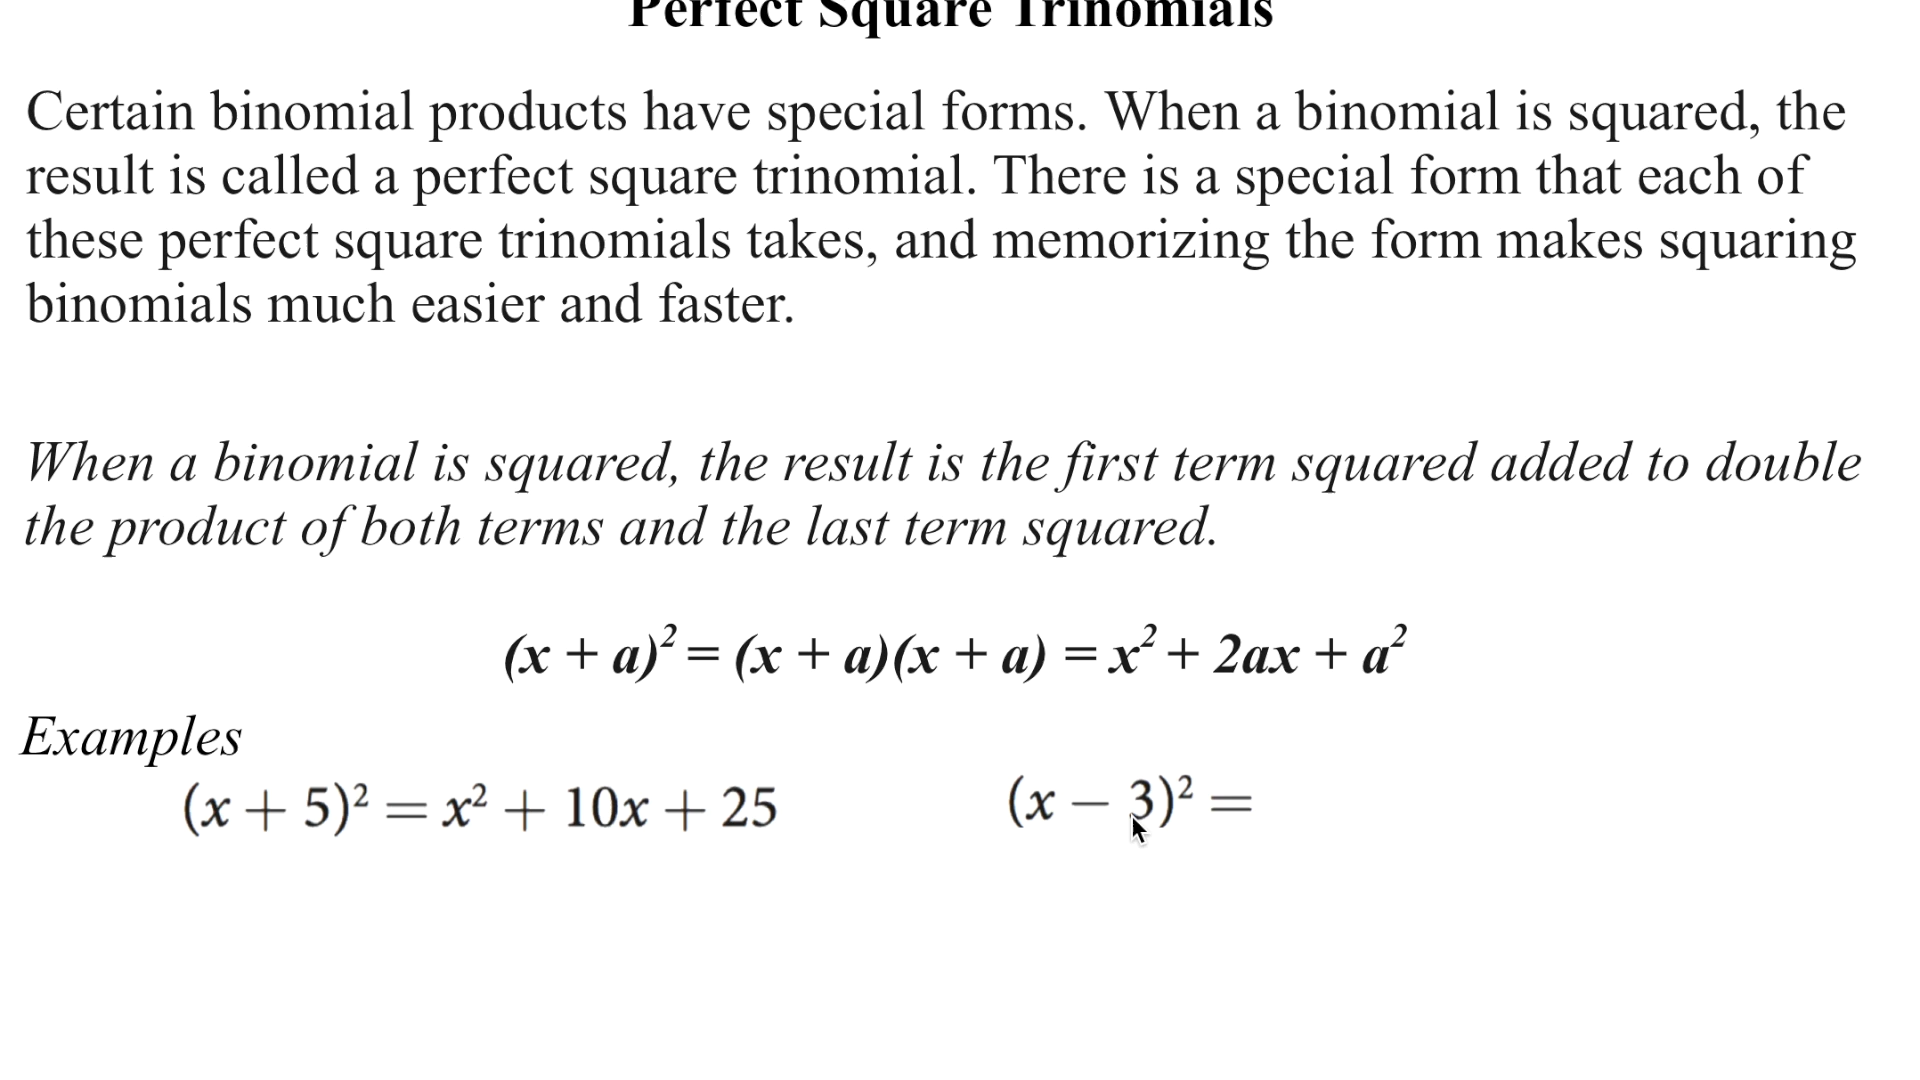 Perfect Square Trinomials
Certain binomial products have special forms. When a binomial is squared, the
result is called a perfect square trinomial. There is a special form that each of
these perfect square trinomials takes, and memorizing the form makes squaring
binomials much easier and faster.
When a binomial is squared, the result is the first term squared added to double
the product of both terms and the last term squared.
(x + a)² = (x + a)(x + a) = x² + 2ax + a²
Examples
(x + 5)² = x² + 10x + 25 (x − 3)² =